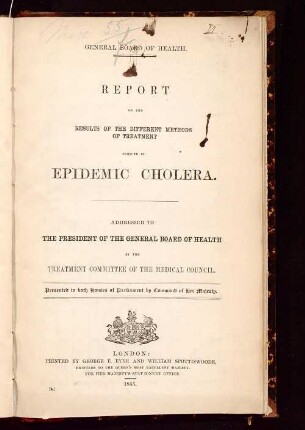 GENERAL BOARD OF HEALTH.
REPORT
ON THE
RESULTS OF THE DIFFERENT METHODS
OF TREATMENT
PURSUED IN
EPIDEMIC CHOLERA.
ADDRESSED TO
THE PRESIDENT OF THE GENERAL BOARD OF HEALTH
BY THE
TREATMENT COMMITTEE OF THE MEDICAL COUNCIL.
Presented to both Houses of Parliament by Command of Her Majesty.
LONDON:
PRINTED BY GEORGE E. EYRE AND WILLIAM SPOTTISWOODE,
PRINTERS TO THE QUEEN'S MOST EXCELLENT MAJESTY.
FOR HER MAJESTY'S STATIONERY OFFICE.
1855.